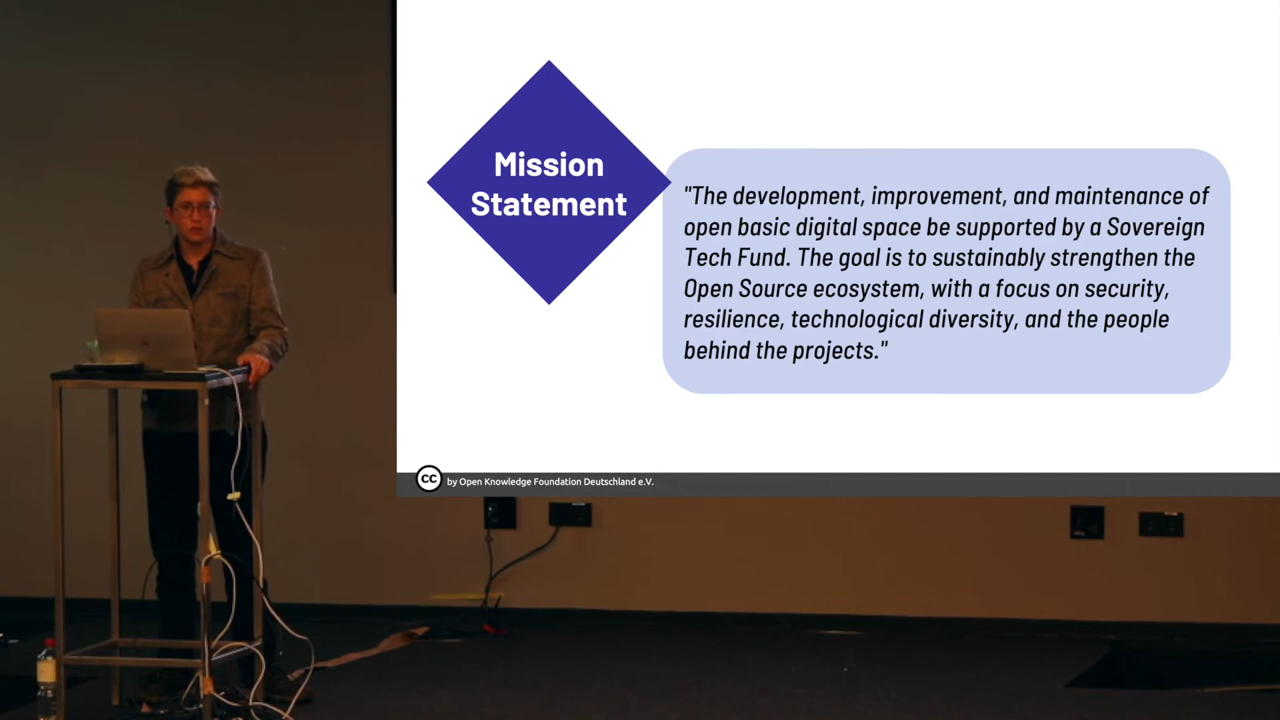 Mission
Statement
"The development, improvement, and maintenance of
open basic digital space be supported by a Sovereign
Tech Fund. The goal is to sustainably strengthen the
Open Source ecosystem, with a focus on security,
resilience, technological diversity, and the people
behind the projects."
CC
by Open Knowledge Foundation Deutschland e.V.